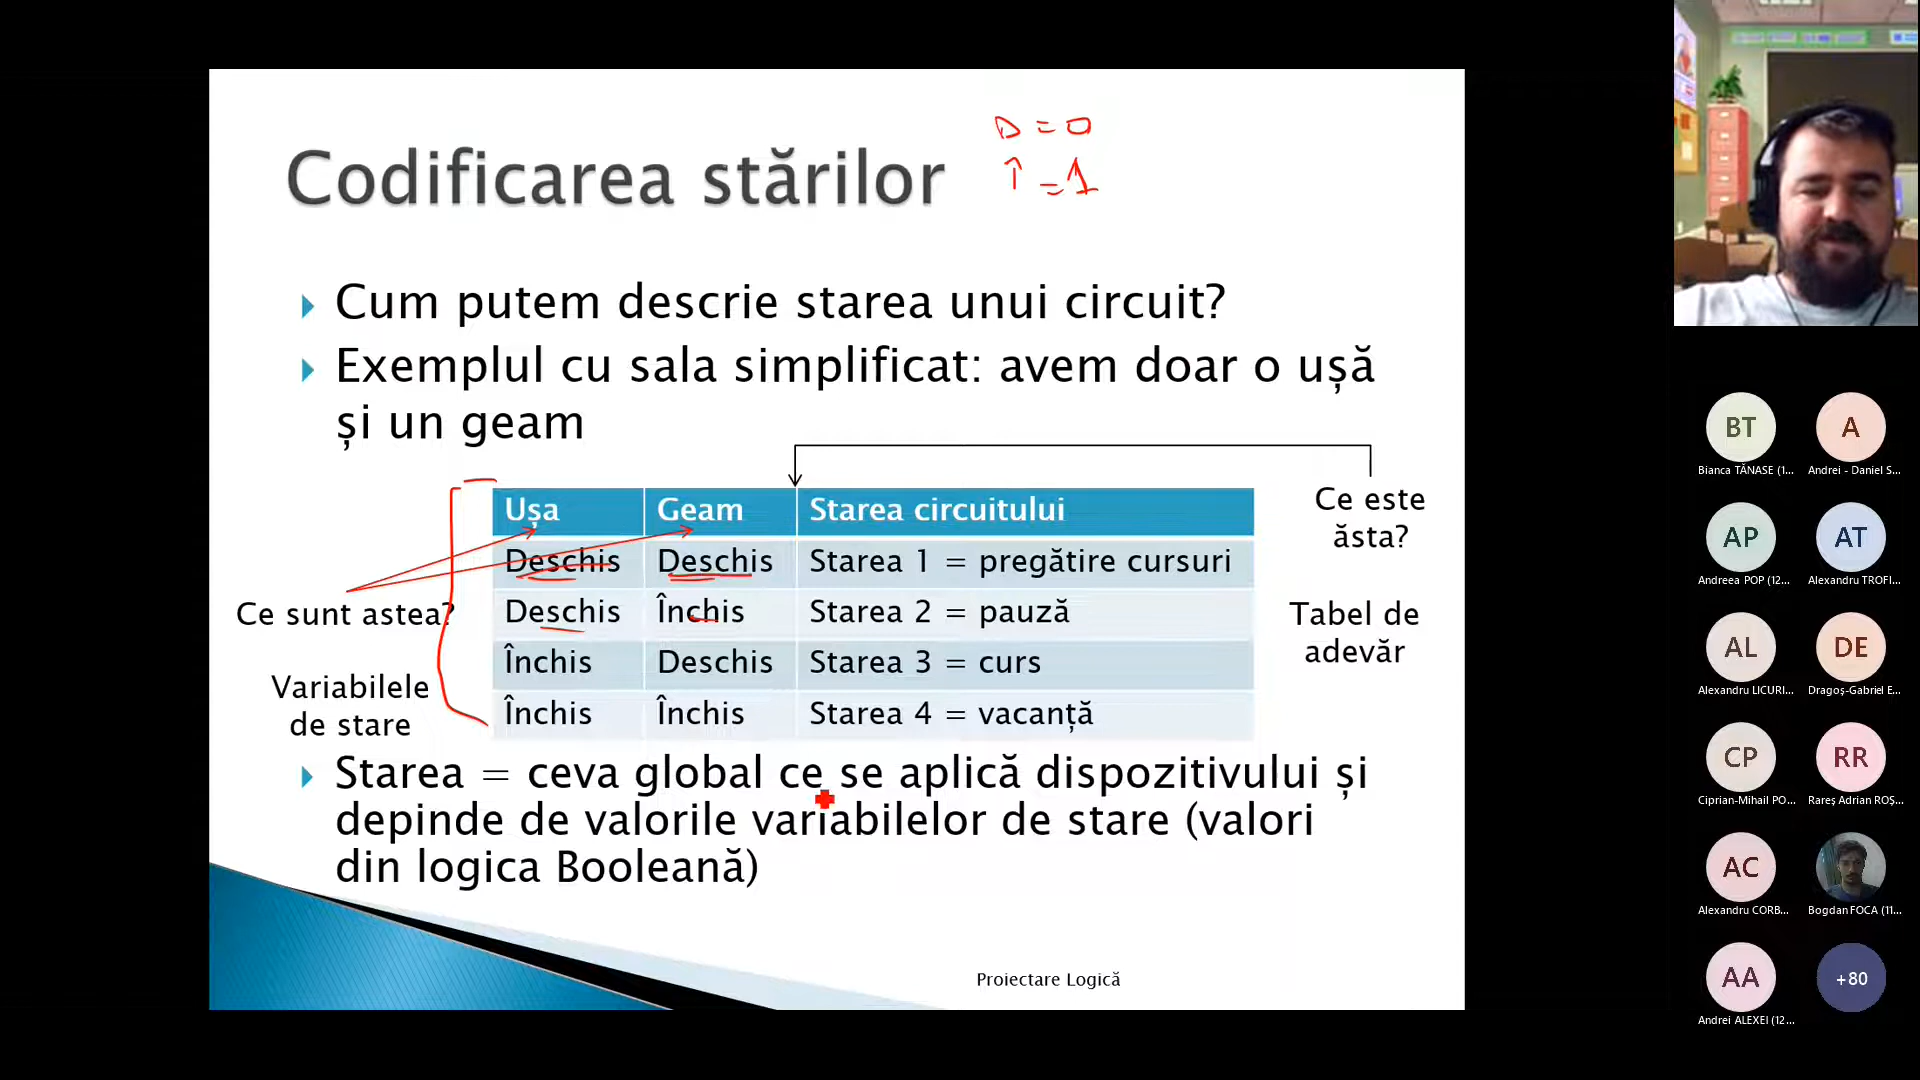 Codificarea stărilor
D = 0
Î = 1
Cum putem descrie starea unui circuit?
Exemplul cu sala simplificat: avem doar o ușă
și un geam
Ușa Geam Starea circuitului
Deschis Deschis Starea 1 = pregătire cursuri
Deschis Închis Starea 2 = pauză
Închis Deschis Starea 3 = curs
Închis Închis Starea 4 = vacanță
Ce sunt astea?
Variabilele
de stare
Ce este
ăsta?
Tabel de
adevăr
Starea = ceva global ce se aplică dispozitivului și
depinde de valorile variabilelor de stare (valori
din logica Booleană)
Proiectare Logică
BT A
Bianca TĂNASE (1... Andrei - Daniel S...
AP AT
Andreea POP (12... Alexandru TROFI...
AL DE
Alexandru LICURI... Dragoș-Gabriel E...
CP RR
Ciprian-Mihail PO... Rareș Adrian ROȘ...
AC
Alexandru CORB... Bogdan FOCA (11...
AA +80
Andrei ALEXEI (12...